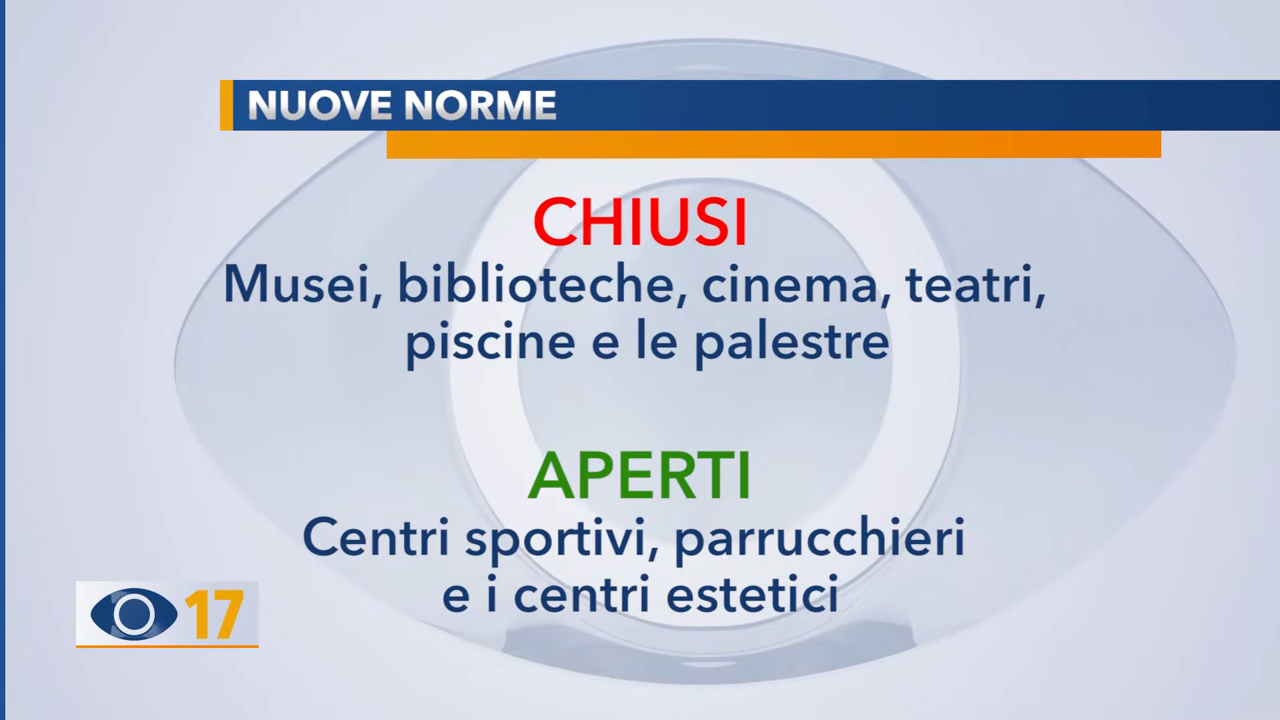 NUOVE NORME
CHIUSI
Musei, biblioteche, cinema, teatri,
piscine e le palestre
APERTI
Centri sportivi, parrucchieri
e i centri estetici
17